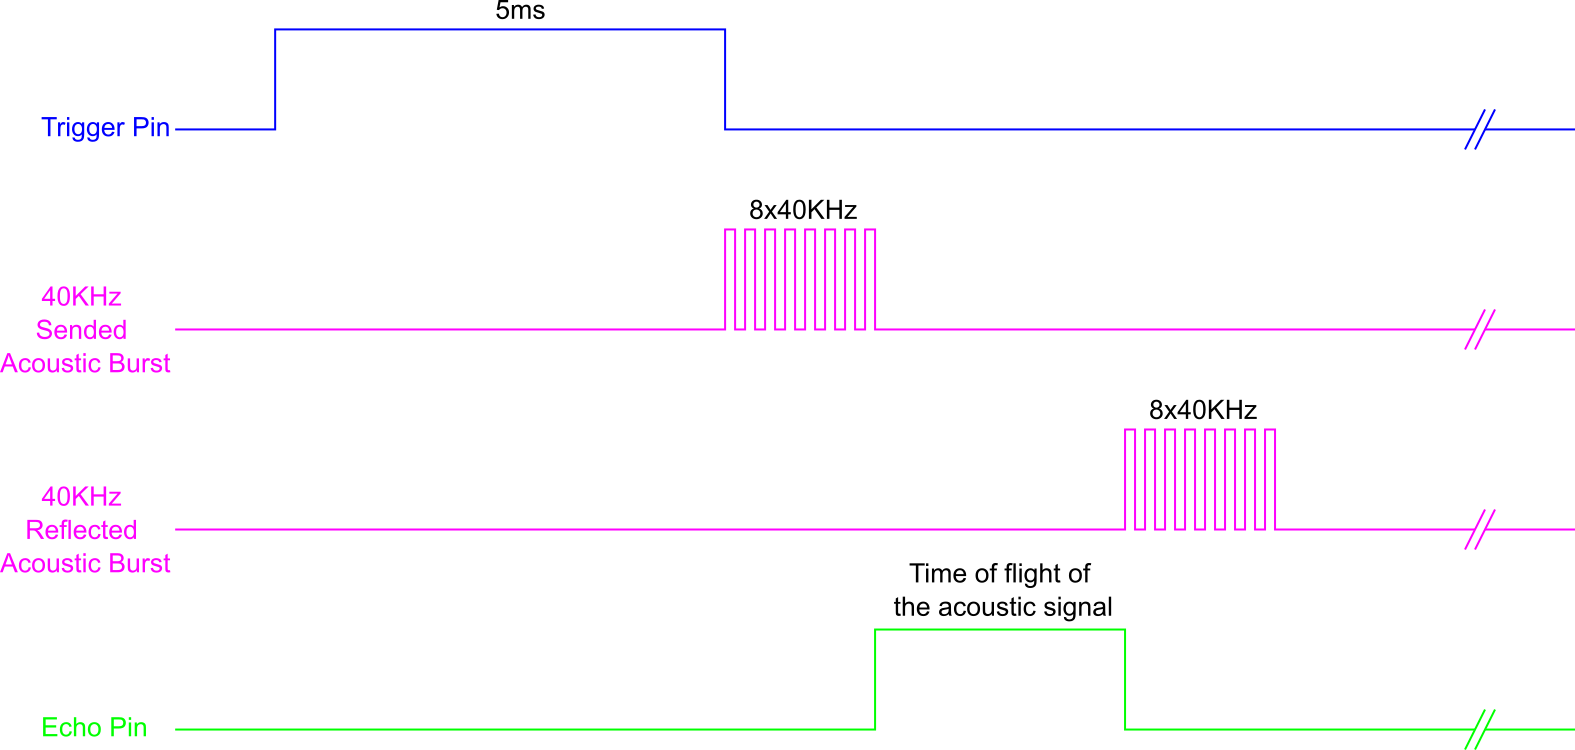 5ms
Trigger Pin
8x40KHz
40KHz
Sended
Acoustic Burst
8x40KHz
40KHz
Reflected
Acoustic Burst
Time of flight of
the acoustic signal
Echo Pin